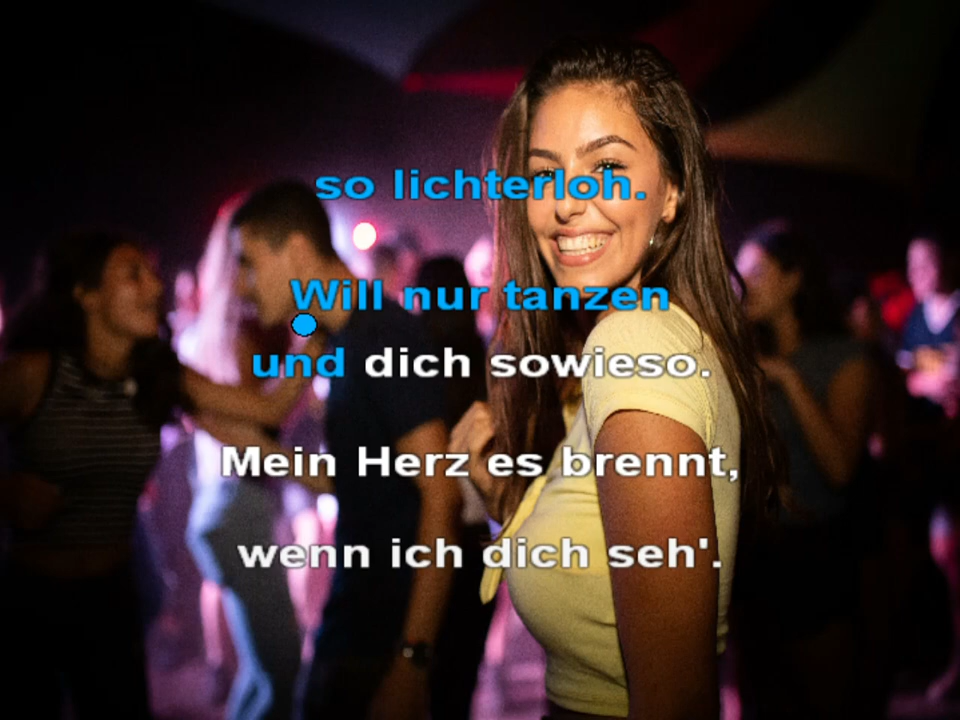 so lichterloh.
Will nur tanzen
und dich sowieso.
Mein Herz es brennt,
wenn ich dich seh'.